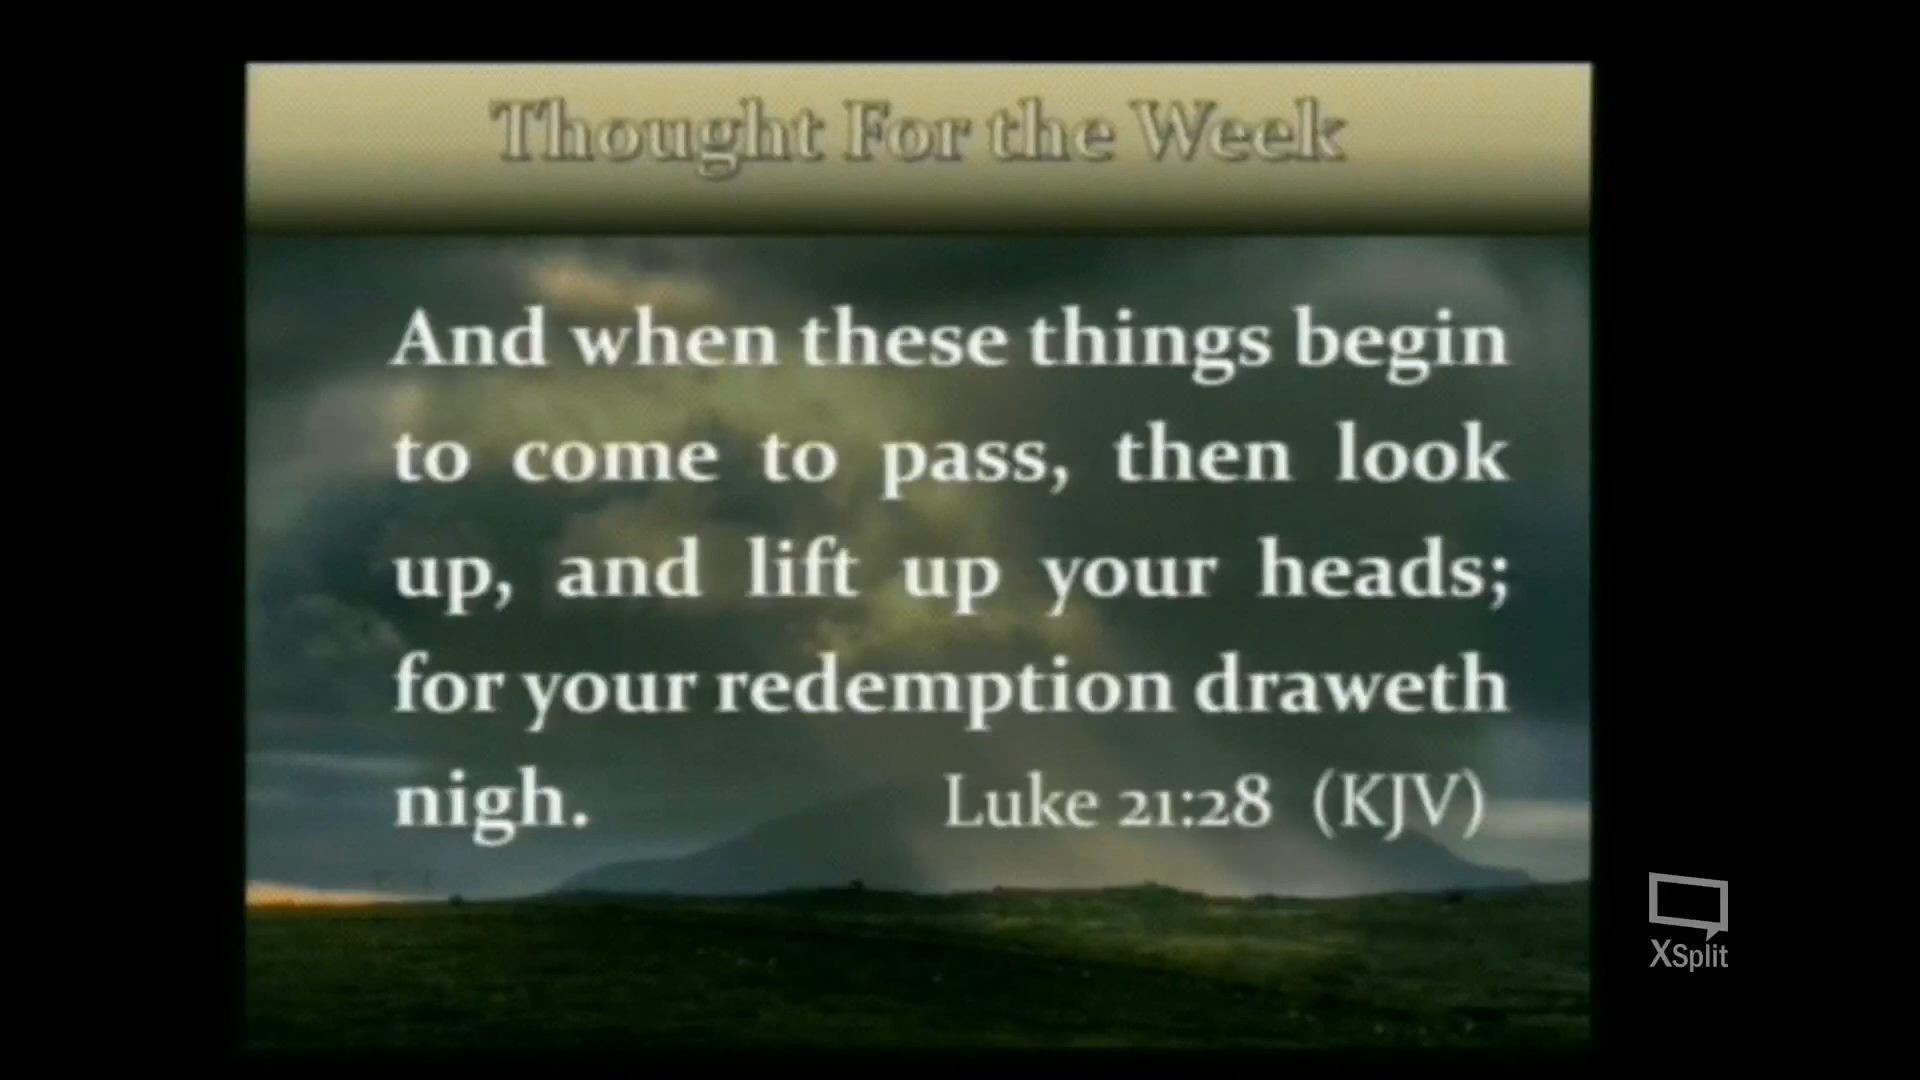 Thought For the Week
And when these things begin
to come to pass, then look
up, and lift up your heads;
for your redemption draweth
nigh. Luke 21:28 (KJV)
XSplit